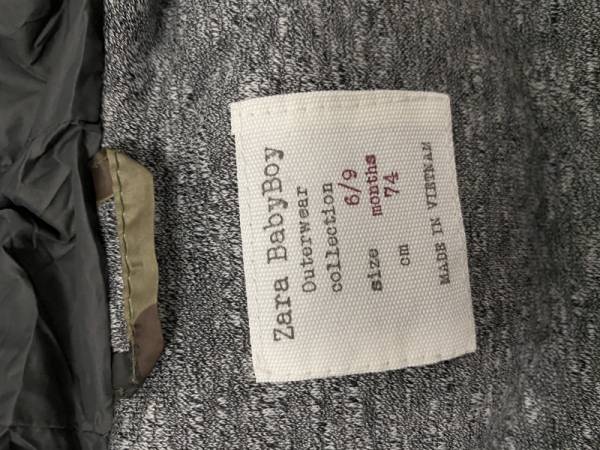 Zara BabyBoy
Outerwear
collection
size 6/9
months
cm 74
MADE IN VIETNAM